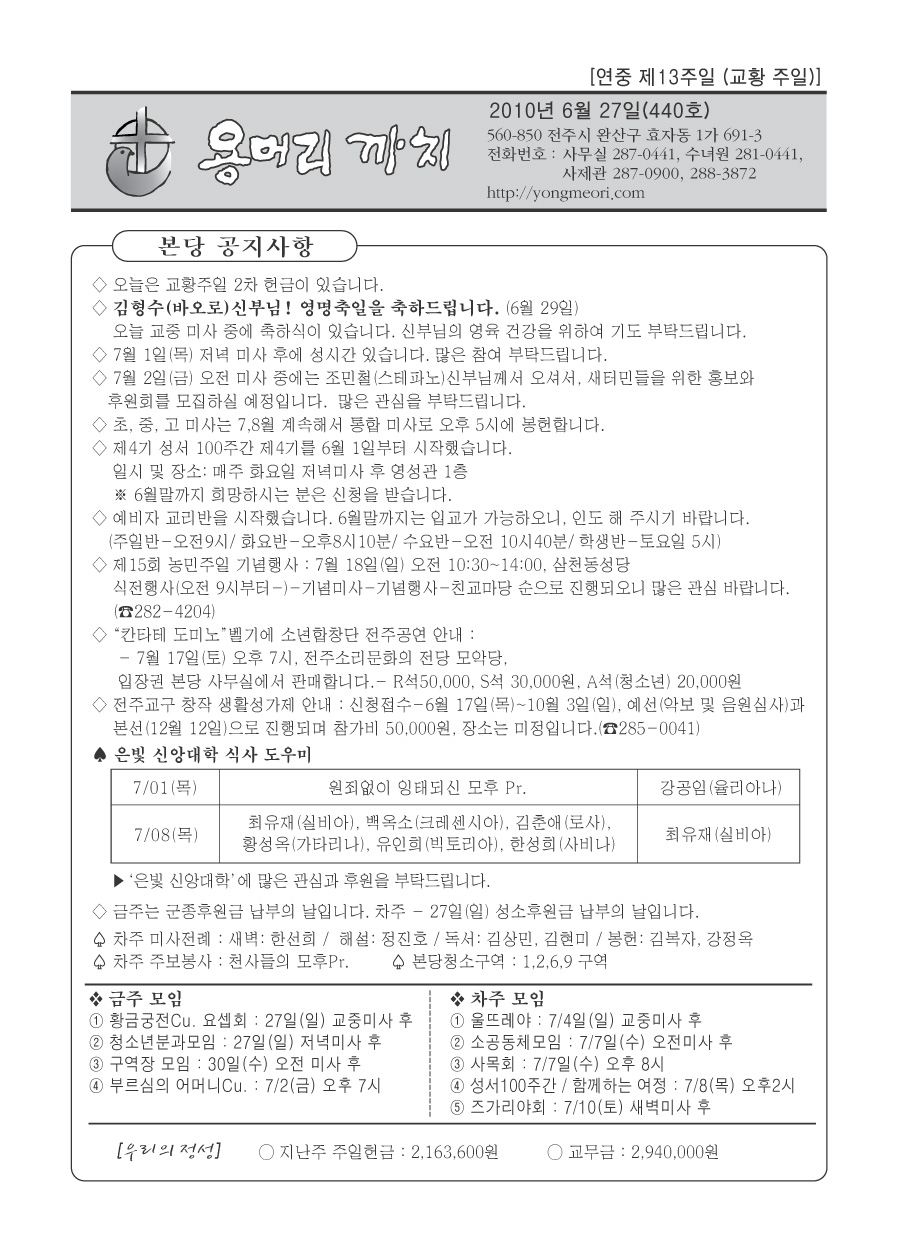 [연중 제13주일 (교황 주일)]
용머리 까치
2010년 6월 27일(440호)
560-850 전주시 완산구 효자동 1가 691-3
전화번호 : 사무실 287-0441, 수녀원 281-0441,
사제관 287-0900, 288-3872
http://yongmeori.com
본당 공지사항
◇ 오늘은 교황주일 2차 헌금이 있습니다.
◇ 김형수(바오로)신부님! 영명축일을 축하드립니다. (6월 29일)
오늘 교중 미사 중에 축하식이 있습니다. 신부님의 영육 건강을 위하여 기도 부탁드립니다.
◇ 7월 1일(목) 저녁 미사 후에 성시간 있습니다. 많은 참여 부탁드립니다.
◇ 7월 2일(금) 오전 미사 중에는 조민철(스테파노)신부님께서 오셔서, 새터민들을 위한 홍보와
후원회를 모집하실 예정입니다. 많은 관심을 부탁드립니다.
◇ 초, 중, 고 미사는 7,8월 계속해서 통합 미사로 오후 5시에 봉헌합니다.
◇ 제4기 성서 100주간 제4기를 6월 1일부터 시작했습니다.
일시 및 장소: 매주 화요일 저녁미사 후 영성관 1층
※ 6월말까지 희망하시는 분은 신청을 받습니다.
◇ 예비자 교리반을 시작했습니다. 6월말까지는 입교가 가능하오니, 인도 해 주시기 바랍니다.
(주일반-오전9시/ 화요반-오후8시10분/ 수요반-오전 10시40분/ 학생반-토요일 5시)
◇ 제15회 농민주일 기념행사 : 7월 18일(일) 오전 10:30~14:00, 삼천동성당
식전행사(오전 9시부터-)-기념미사-기념행사-친교마당 순으로 진행되오니 많은 관심 바랍니다.
(☎282-4204)
◇ “칸타테 도미노”벨기에 소년합창단 전주공연 안내 :
- 7월 17일(토) 오후 7시, 전주소리문화의 전당 모악당,
입장권 본당 사무실에서 판매합니다.- R석50,000, S석 30,000원, A석(청소년) 20,000원
◇ 전주교구 창작 생활성가제 안내 : 신청접수-6월 17일(목)~10월 3일(일), 예선(악보 및 음원심사)과
본선(12월 12일)으로 진행되며 참가비 50,000원, 장소는 미정입니다.(☎285-0041)
♠ 은빛 신앙대학 식사 도우미
7/01(목) 원죄없이 잉태되신 모후 Pr. 강공임(율리아나)
7/08(목) 최유재(실비아), 백옥소(크레센시아), 김춘애(로사), 최유재(실비아)
황성옥(가타리나), 유인희(빅토리아), 한성희(사비나)
▶ ‘은빛 신앙대학’에 많은 관심과 후원을 부탁드립니다.
◇ 금주는 군종후원금 납부의 날입니다. 차주 - 27일(일) 성소후원금 납부의 날입니다.
♤ 차주 미사전례 : 새벽: 한선희 / 해설: 정진호 / 독서: 김상민, 김현미 / 봉헌: 김복자, 강정옥
♤ 차주 주보봉사 : 천사들의 모후Pr. ♤ 본당청소구역 : 1,2,6,9 구역
❖ 금주 모임
① 황금궁전Cu. 요셉회 : 27일(일) 교중미사 후
② 청소년분과모임 : 27일(일) 저녁미사 후
③ 구역장 모임 : 30일(수) 오전 미사 후
④ 부르심의 어머니Cu. : 7/2(금) 오후 7시
❖ 차주 모임
① 울뜨레야 : 7/4일(일) 교중미사 후
② 소공동체모임 : 7/7일(수) 오전미사 후
③ 사목회 : 7/7일(수) 오후 8시
④ 성서100주간 / 함께하는 여정 : 7/8(목) 오후2시
⑤ 즈가리야회 : 7/10(토) 새벽미사 후
[우리의 정성] ○ 지난주 주일헌금 : 2,163,600원 ○ 교무금 : 2,940,000원